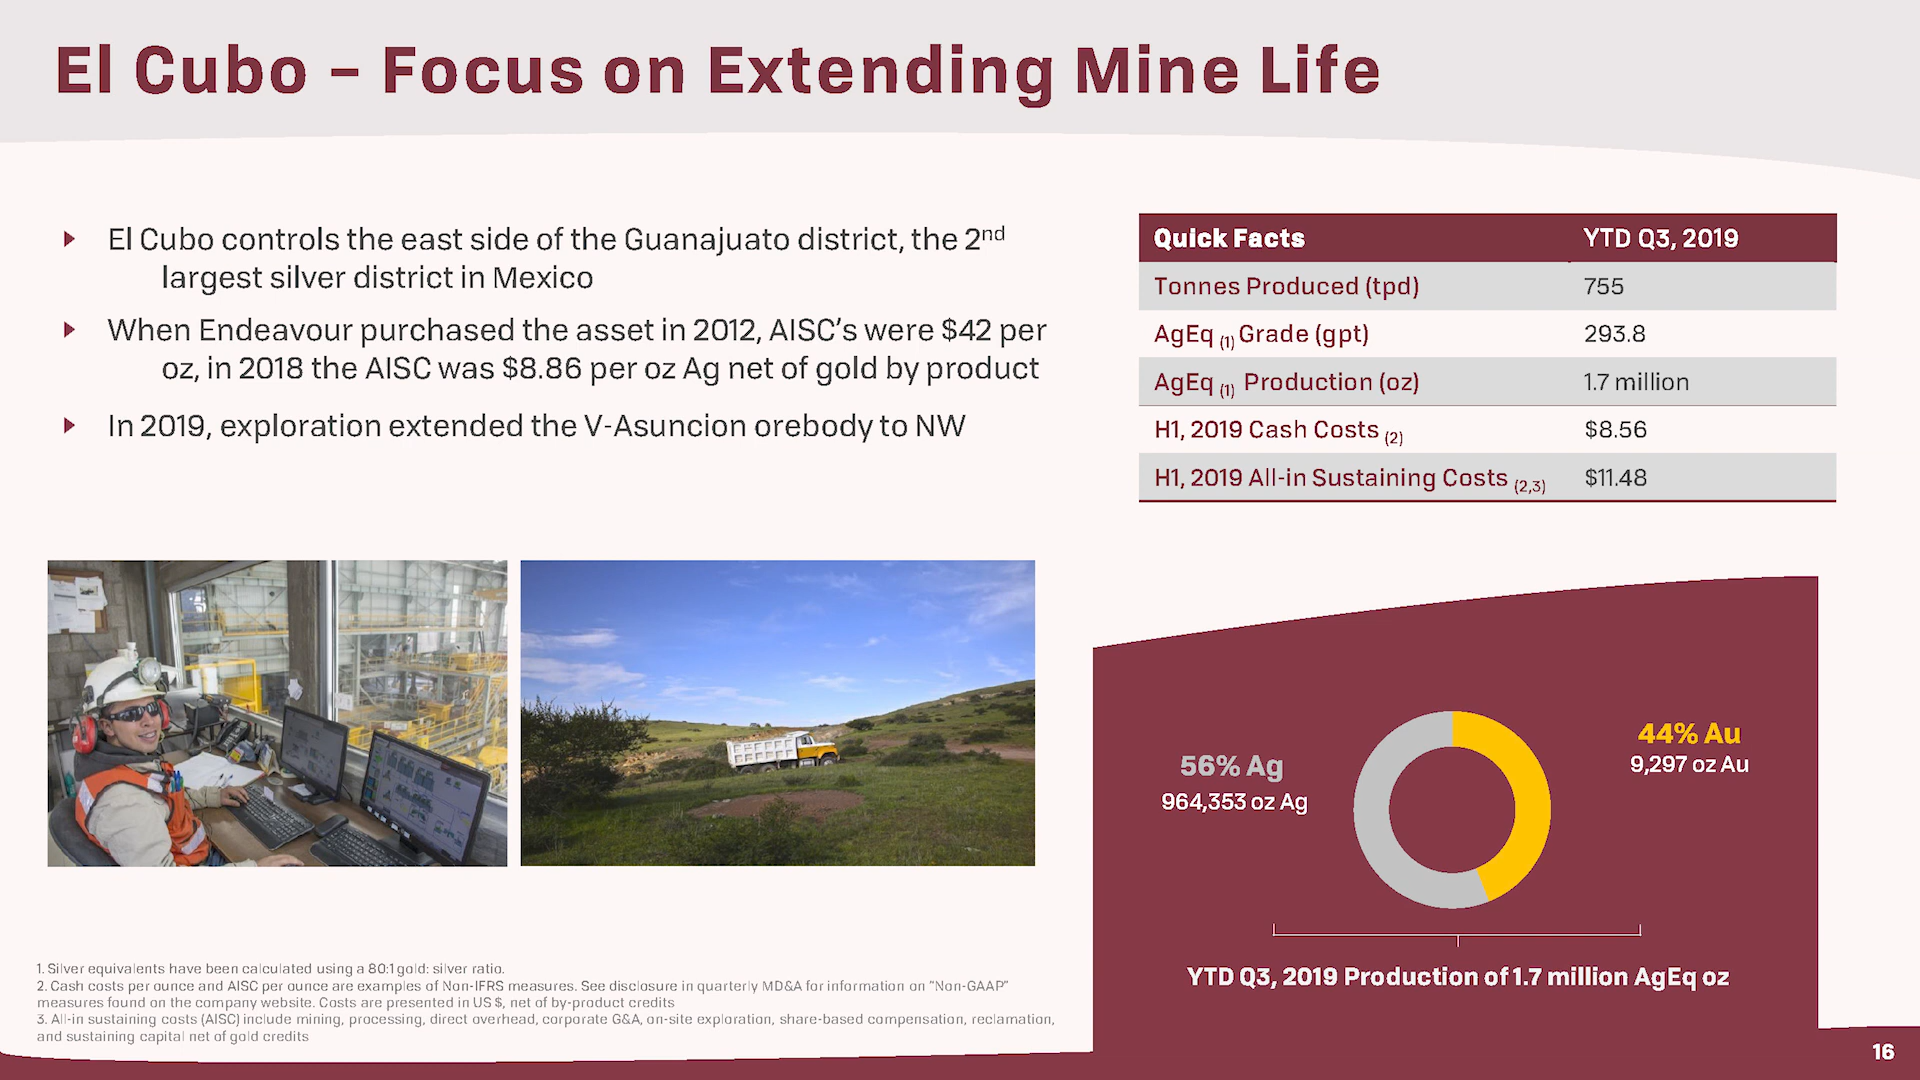 El Cubo – Focus on Extending Mine Life
El Cubo controls the east side of the Guanajuato district, the 2nd
largest silver district in Mexico
When Endeavour purchased the asset in 2012, AISC’s were $42 per
oz, in 2018 the AISC was $8.86 per oz Ag net of gold by product
In 2019, exploration extended the V-Asuncion orebody to NW
Quick Facts YTD Q3, 2019
Tonnes Produced (tpd) 755
AgEq (1) Grade (gpt) 293.8
AgEq (1) Production (oz) 1.7 million
H1, 2019 Cash Costs (2) $8.56
H1, 2019 All-in Sustaining Costs (2,3) $11.48
56% Ag
964,353 oz Ag
44% Au
9,297 oz Au
YTD Q3, 2019 Production of 1.7 million AgEq oz
1. Silver equivalents have been calculated using a 80:1 gold: silver ratio.
2. Cash costs per ounce and AISC per ounce are examples of Non-IFRS measures. See disclosure in quarterly MD&A for information on “Non-GAAP”
measures found on the company website. Costs are presented in US $, net of by-product credits
3. All-in sustaining costs (AISC) include mining, processing, direct overhead, corporate G&A, on-site exploration, share-based compensation, reclamation,
and sustaining capital net of gold credits
16